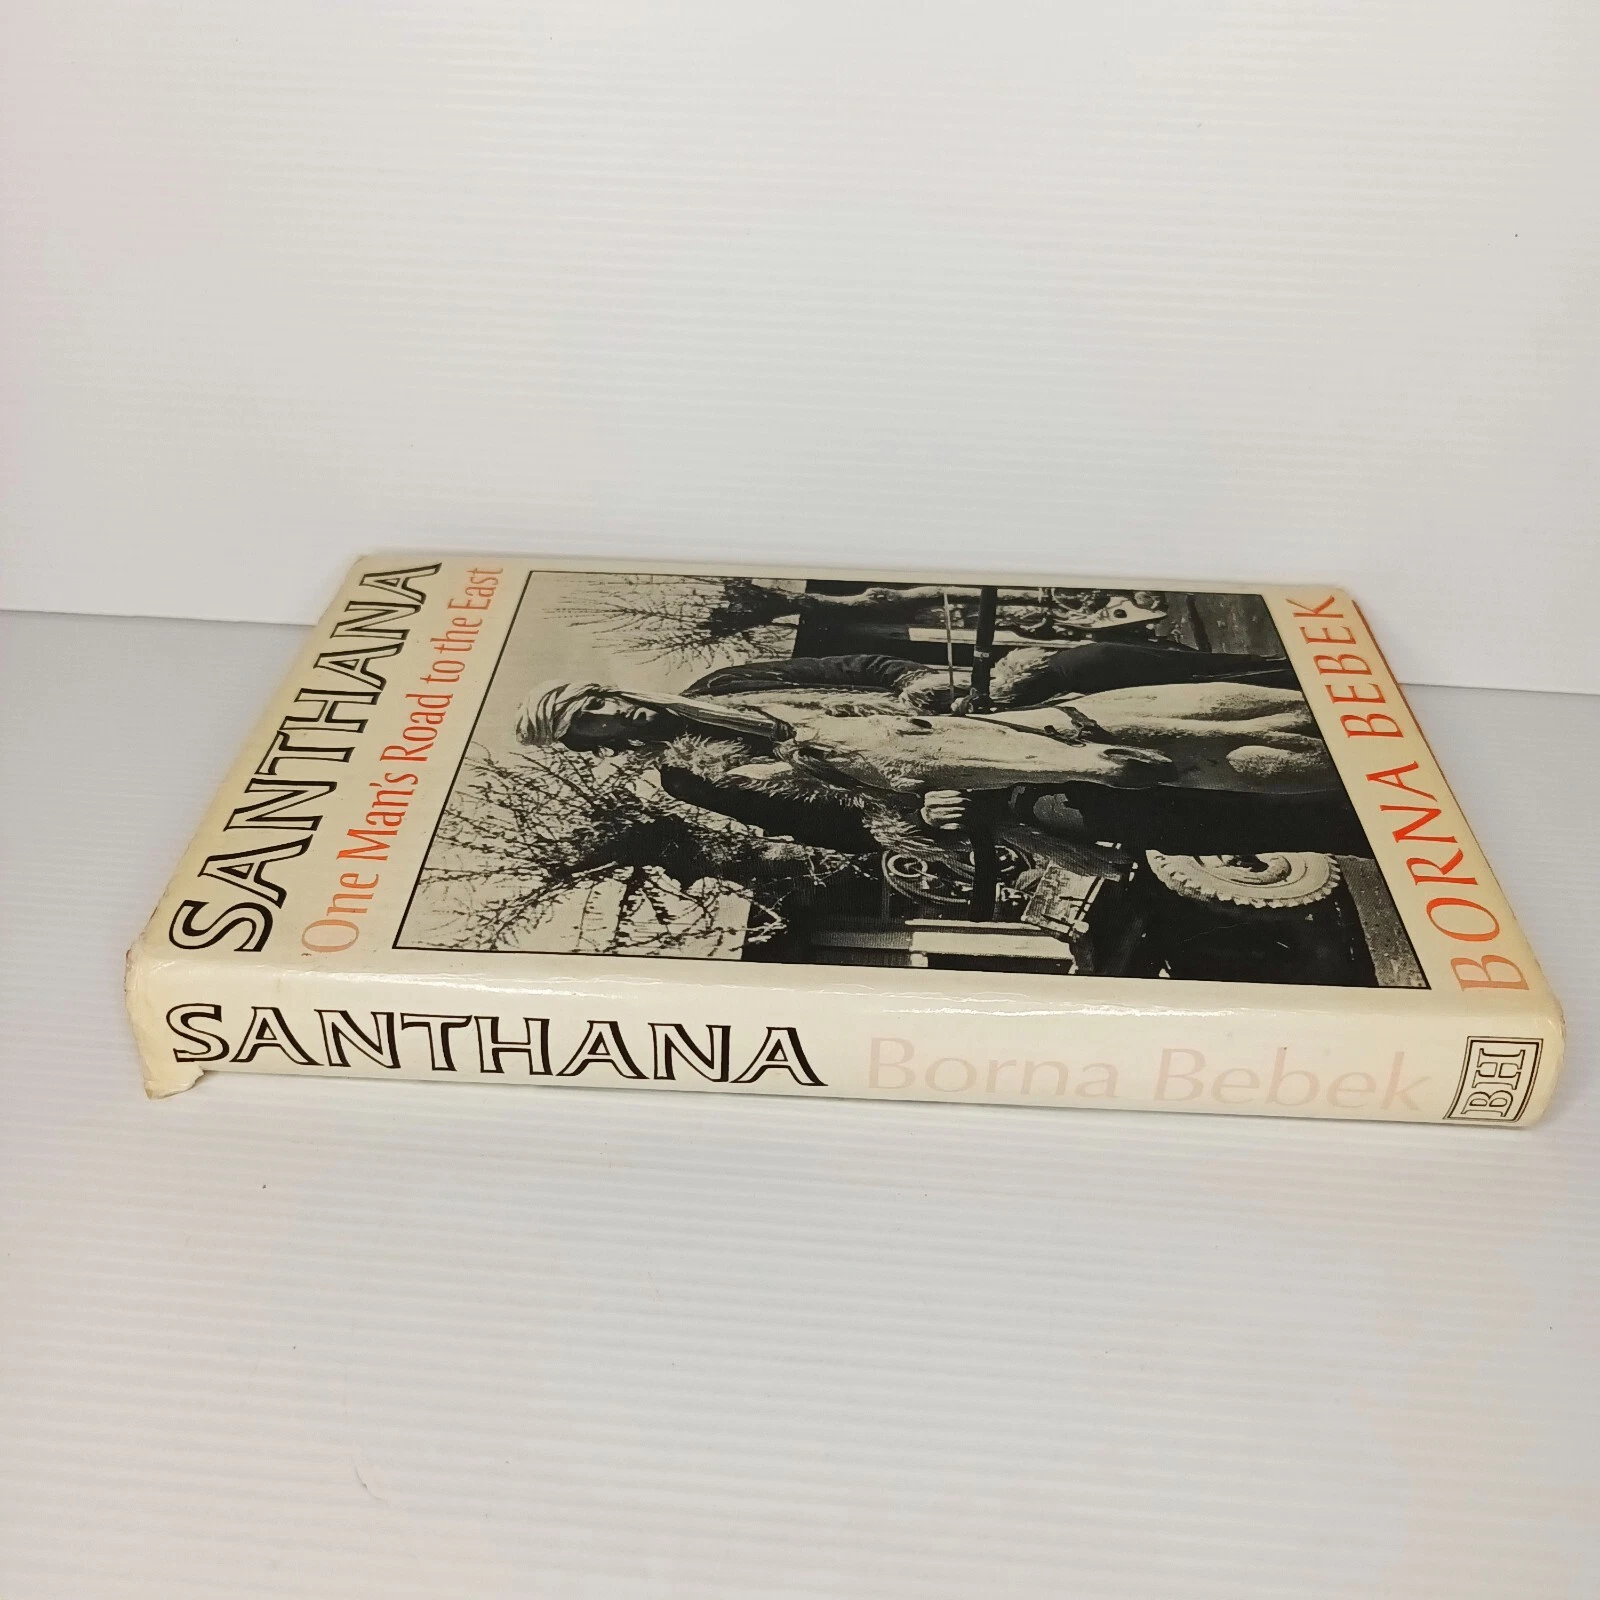 SANTHANA
'One Man's Road to the East
BORNA BEBEK
SANTHANA Borna Bebek BH